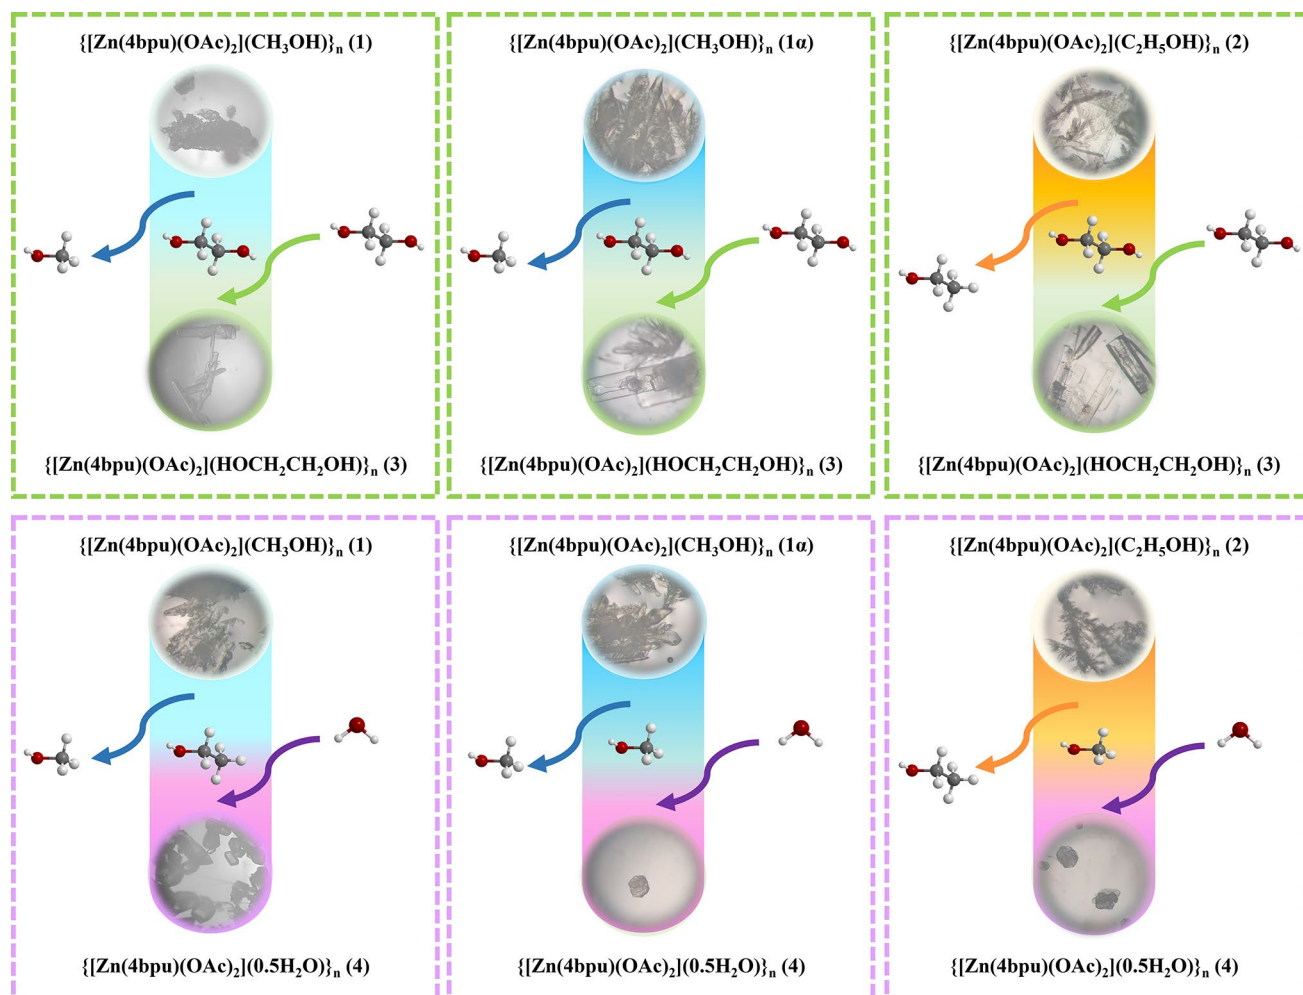 {[Zn(4bpu)(OAc)₂](CH₃OH)}ₙ (1)
{[Zn(4bpu)(OAc)₂](CH₃OH)}ₙ (1α)
{[Zn(4bpu)(OAc)₂](C₂H₅OH)}ₙ (2)
{[Zn(4bpu)(OAc)₂](HOCH₂CH₂OH)}ₙ (3)
{[Zn(4bpu)(OAc)₂](HOCH₂CH₂OH)}ₙ (3)
{[Zn(4bpu)(OAc)₂](HOCH₂CH₂OH)}ₙ (3)
{[Zn(4bpu)(OAc)₂](CH₃OH)}ₙ (1)
{[Zn(4bpu)(OAc)₂](CH₃OH)}ₙ (1α)
{[Zn(4bpu)(OAc)₂](C₂H₅OH)}ₙ (2)
{[Zn(4bpu)(OAc)₂](0.5H₂O)}ₙ (4)
{[Zn(4bpu)(OAc)₂](0.5H₂O)}ₙ (4)
{[Zn(4bpu)(OAc)₂](0.5H₂O)}ₙ (4)